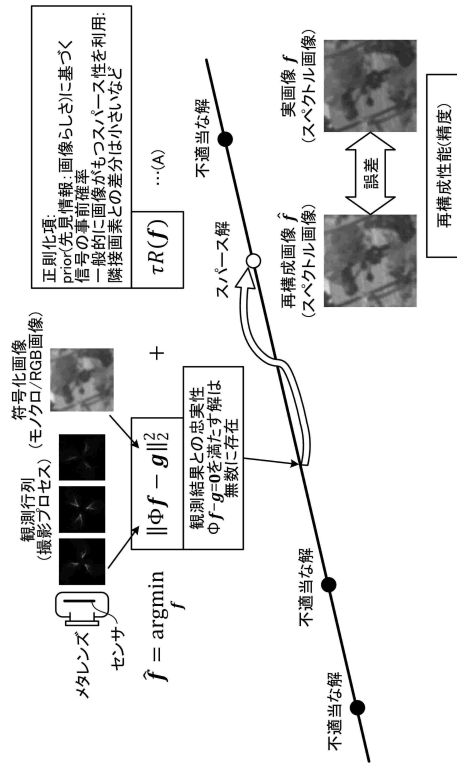 メタレンズ
センサ
観測行列
(撮影プロセス)
符号化画像
(モノクロ/RGB画像)
f̂ = argmin
f
‖Φf − g‖₂²
+
τR(f)
…(A)
正則化項:
prior(先見情報: 画像らしさ)に基づく
信号の事前確率
一般的に画像がもつスパース性を利用:
隣接画素との差分は小さいなど
観測結果との忠実性
Φf-g=0を満たす解は
無数に存在
不適当な解
不適当な解
スパース解
不適当な解
再構成画像 f̂
(スペクトル画像)
誤差
実画像 f
(スペクトル画像)
再構成性能(精度)